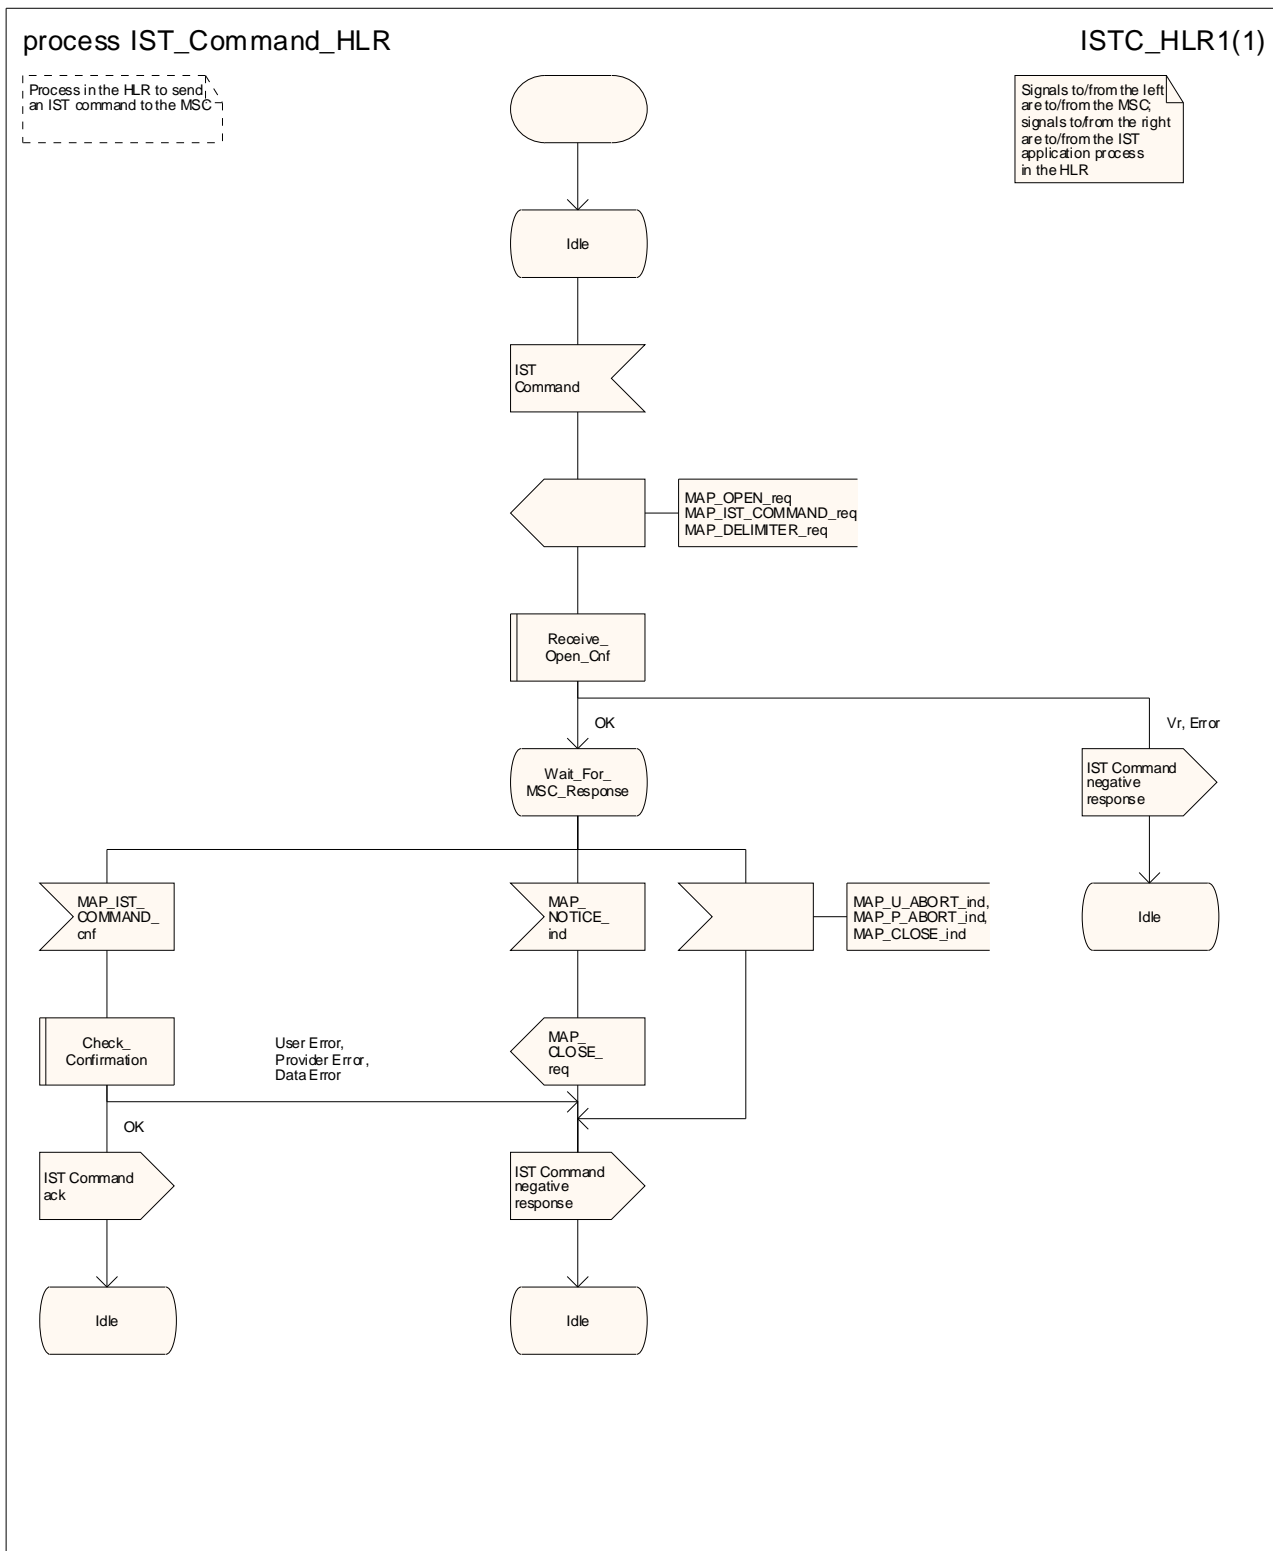 process IST_Command_HLR
ISTC_HLR1(1)
Process in the HLR to send
an IST command to the MSC
Signals to/from the left
are to/from the MSC;
signals to/from the right
are to/from the IST
application process
in the HLR
Idle
IST
Command
MAP_OPEN_req
MAP_IST_COMMAND_req
MAP_DELIMITER_req
Receive_
Open_Cnf
OK
Vr, Error
Wait_For_
MSC_Response
IST Command
negative
response
MAP_IST_
COMMAND_
cnf
MAP_
NOTICE_
ind
MAP_U_ABORT_ind,
MAP_P_ABORT_ind,
MAP_CLOSE_ind
Idle
Check_
Confirmation
User Error,
Provider Error,
Data Error
MAP_
CLOSE_
req
OK
IST Command
ack
IST Command
negative
response
Idle
Idle